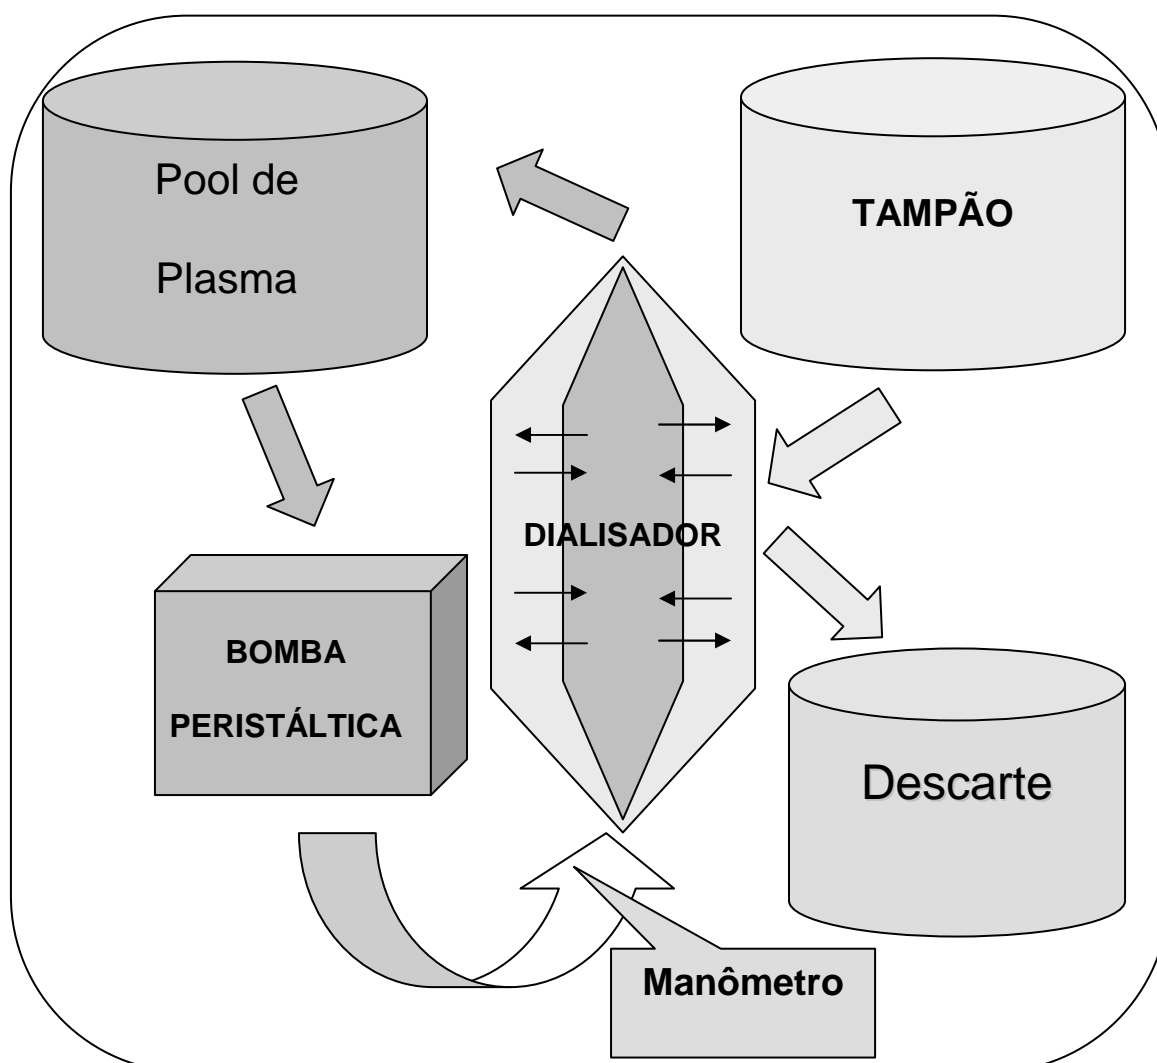 Pool de
Plasma
TAMPÃO
DIALISADOR
BOMBA
PERISTÁLTICA
Descarte
Manômetro